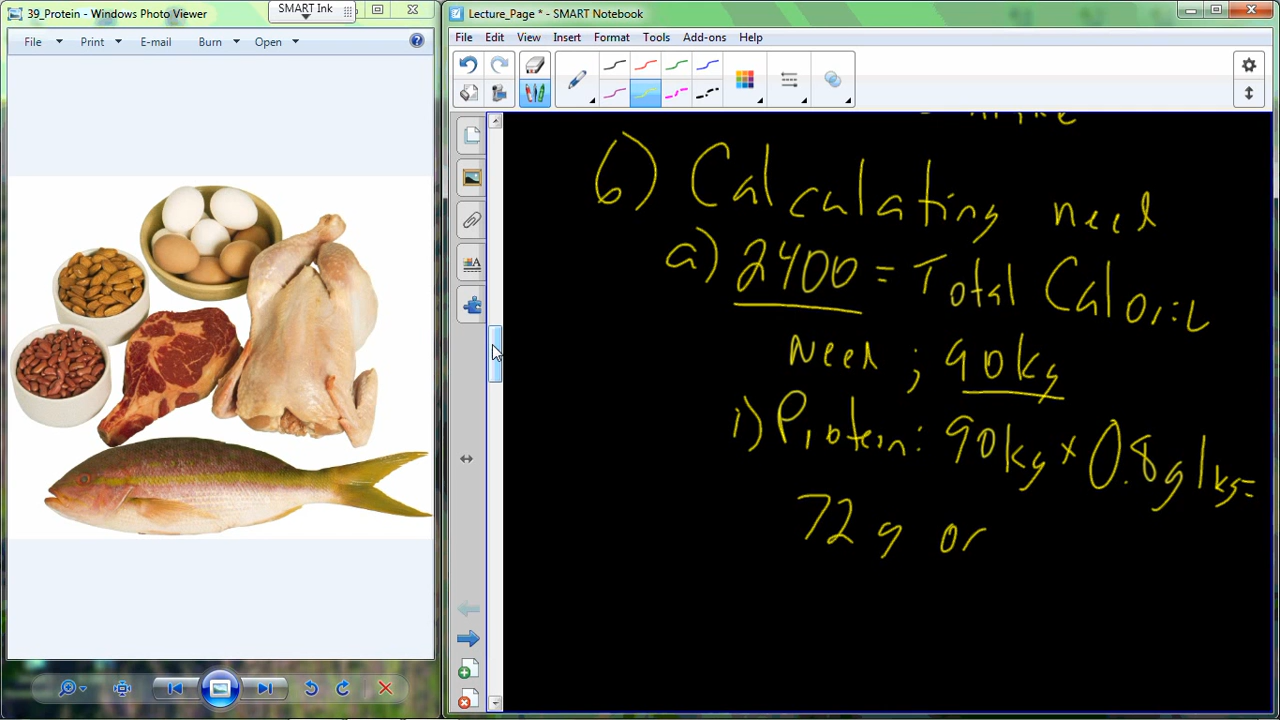 39_Protein - Windows Photo Viewer
SMART Ink
File Print E-mail Burn Open
Lecture_Page * - SMART Notebook
File Edit View Insert Format Tools Add-ons Help
6) Calculating need
a) 2400 = Total Caloric
Need ; 90kg
i) Protein: 90kg × 0.8g/kg=
72 g or